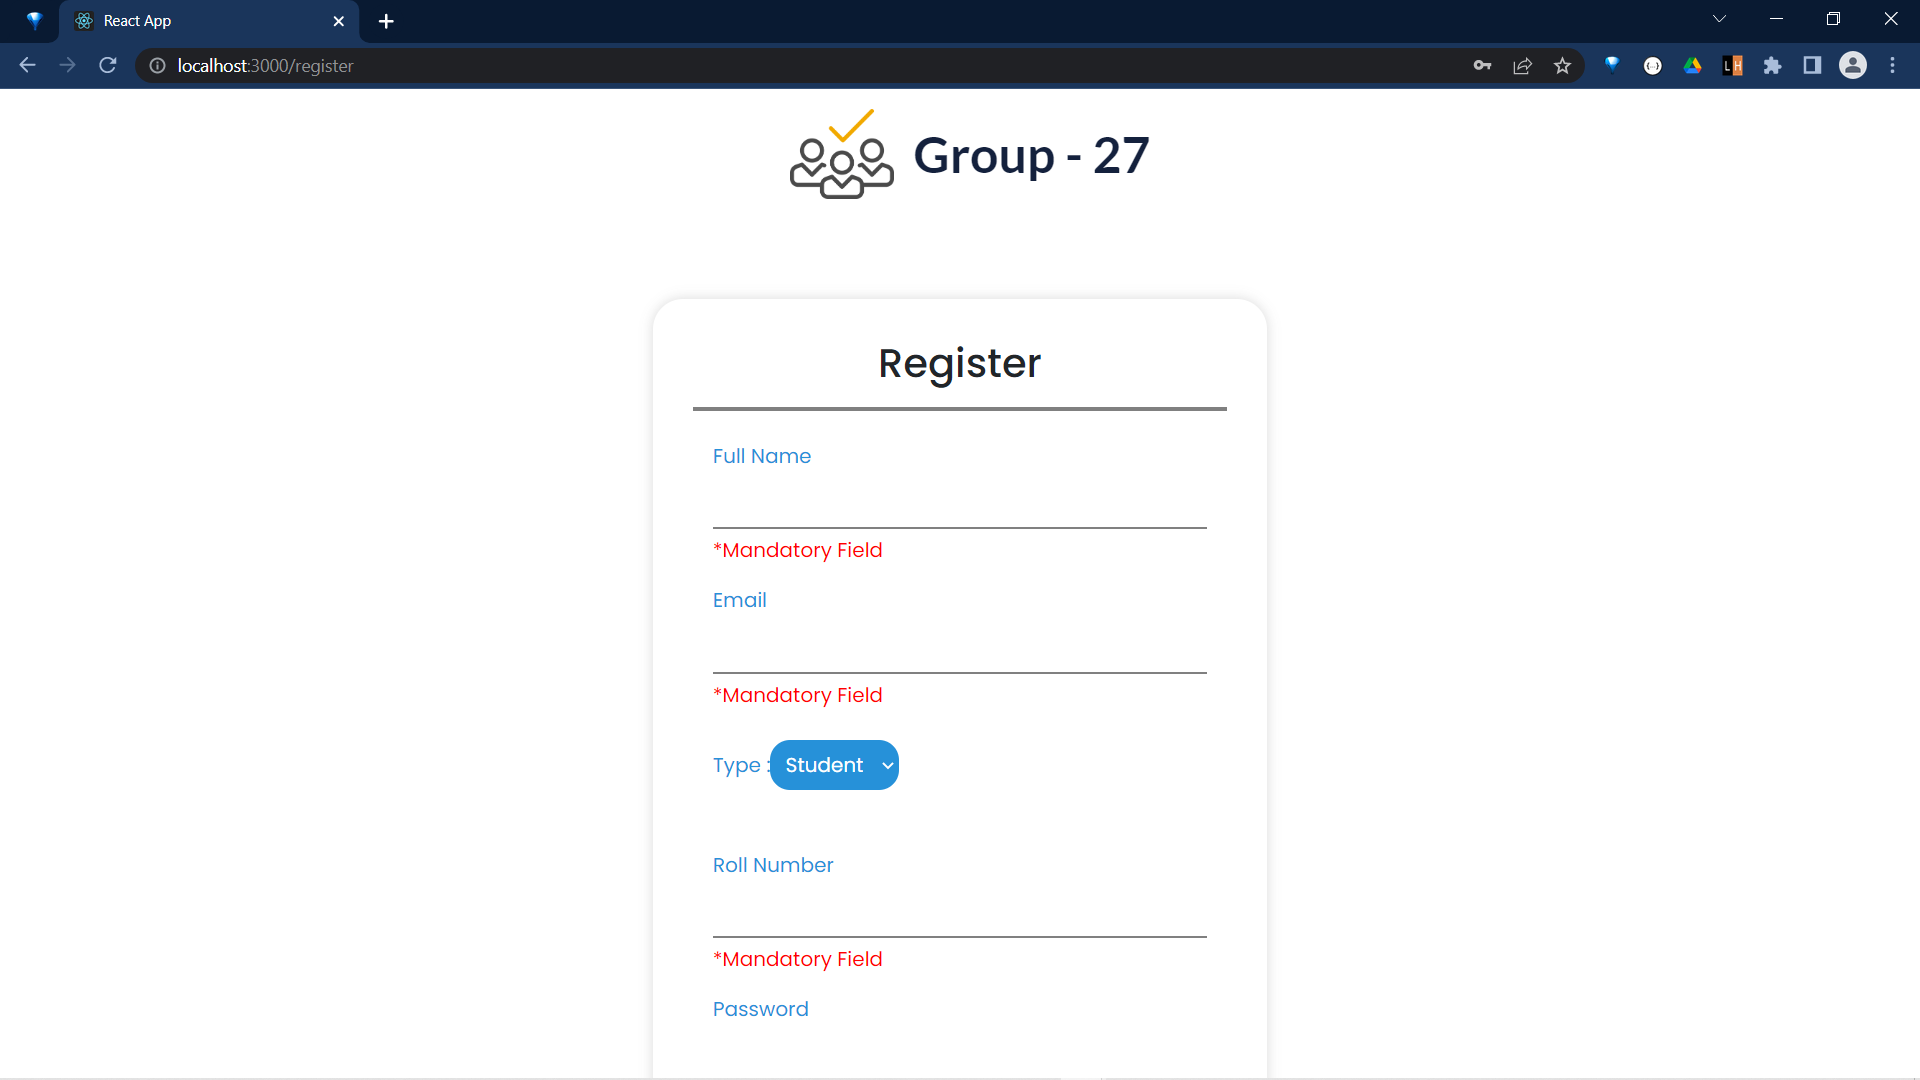 React App
localhost:3000/register
L H
Group - 27
Register
Full Name
*Mandatory Field
Email
*Mandatory Field
Type : Student
Roll Number
*Mandatory Field
Password